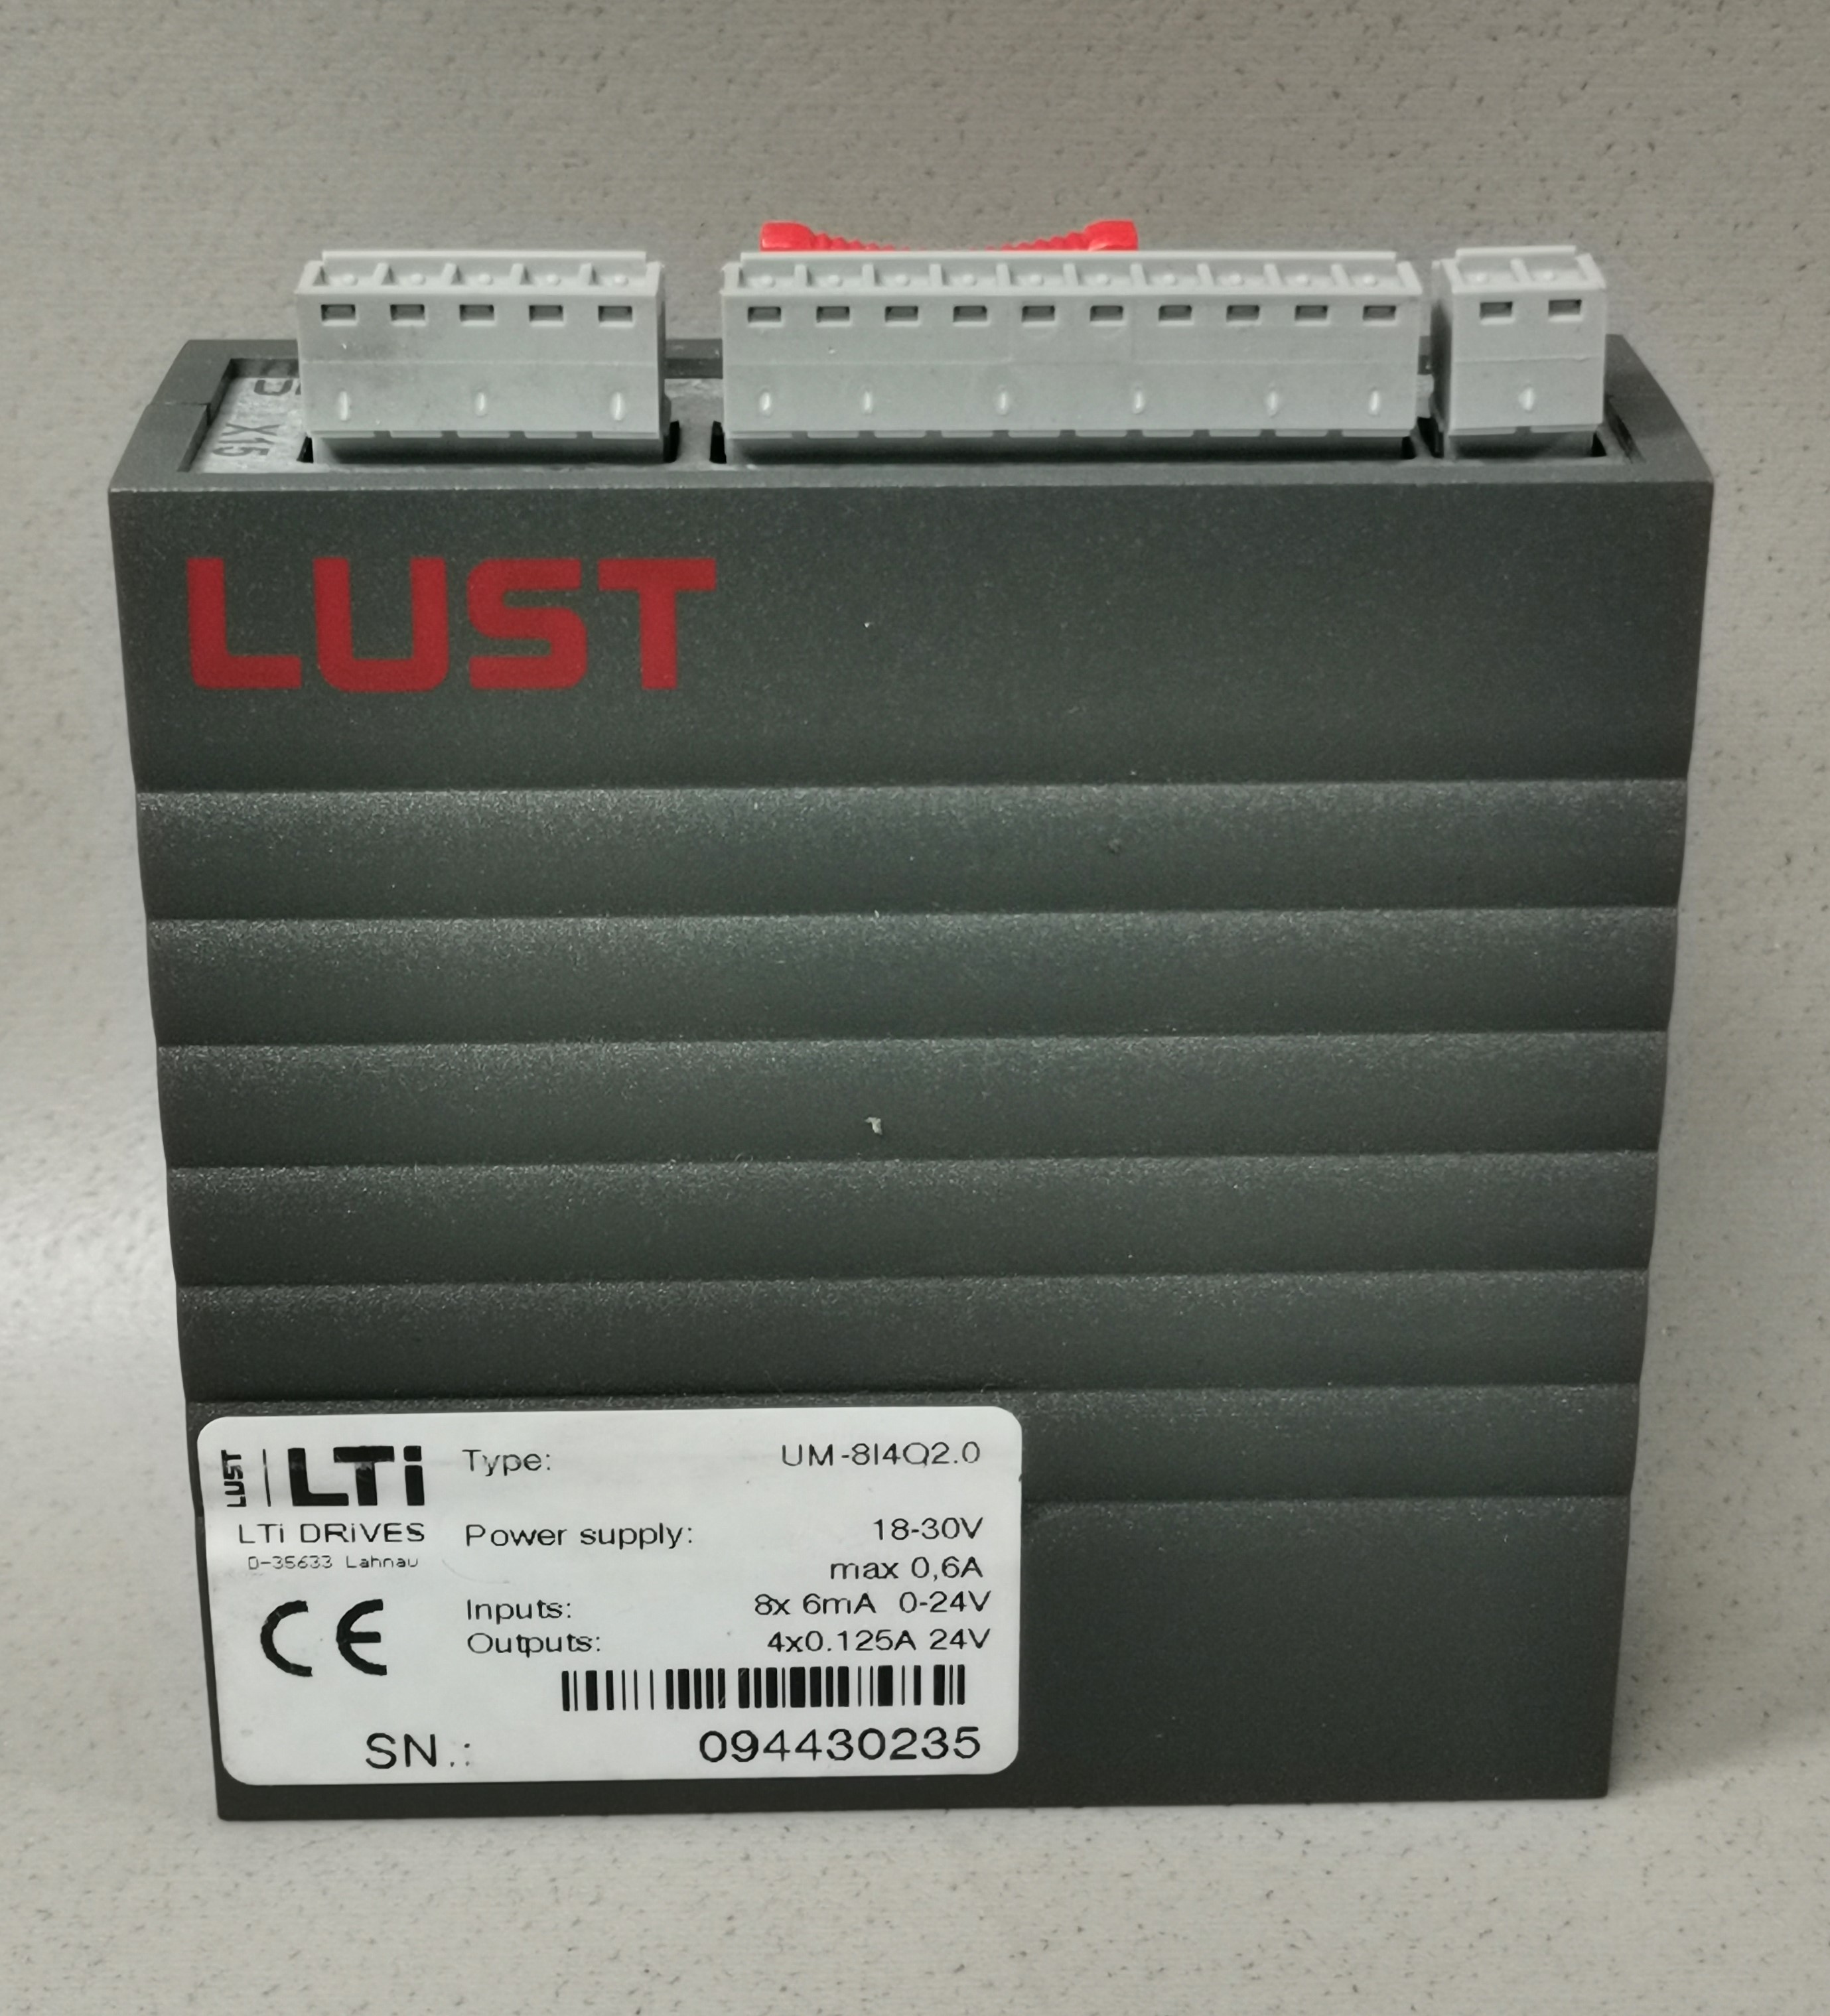 X15
LUST
LUST LTi
LTi DRiVES
D-35633 Lahnau
Type: UM-8I4O2.0
Power supply: 18-30V
max 0,6A
Inputs: 8x 6mA 0-24V
Outputs: 4x0.125A 24V
CE
SN.: 094430235